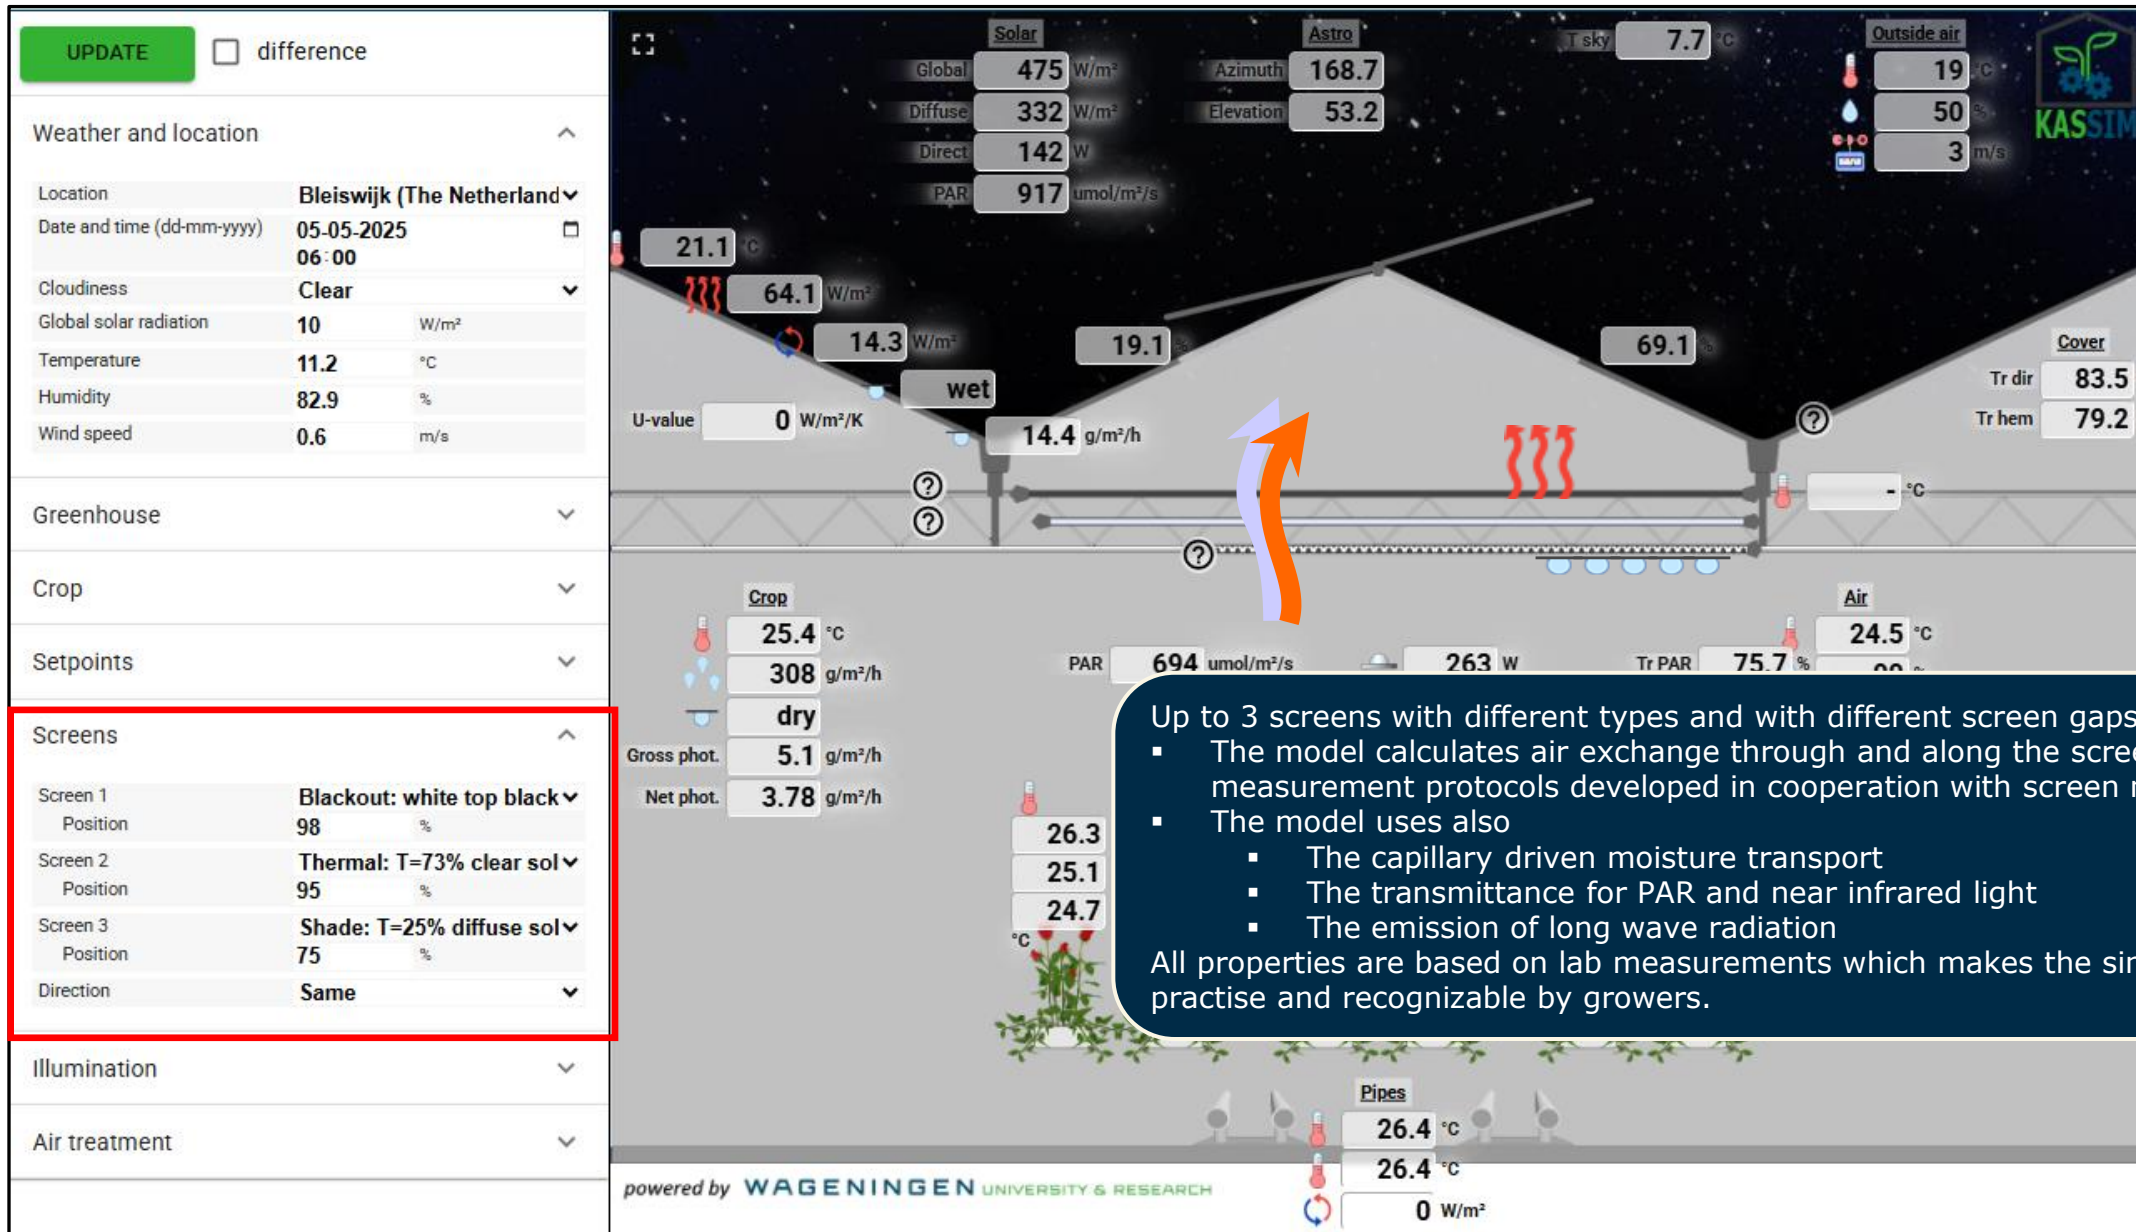 UPDATE
difference
Weather and location
Location Bleiswijk (The Netherland
Date and time (dd-mm-yyyy) 05-05-2025
06:00
Cloudiness Clear
Global solar radiation 10 W/m²
Temperature 11.2 °C
Humidity 82.9 %
Wind speed 0.6 m/s
Greenhouse
Crop
Setpoints
Screens
Screen 1 Blackout: white top black
Position 98 %
Screen 2 Thermal: T=73% clear sol
Position 95 %
Screen 3 Shade: T=25% diffuse sol
Position 75 %
Direction Same
Illumination
Air treatment
Solar
Global 475 W/m²
Diffuse 332 W/m²
Direct 142 W
PAR 917 umol/m²/s
Astro
Azimuth 168.7
Elevation 53.2
T sky 7.7 °C
Outside air
19 °C
50 %
3 m/s
KASSIM
21.1 °C
64.1 W/m²
14.3 W/m²
wet
14.4 g/m²/h
U-value 0 W/m²/K
19.1 %
69.1 %
Cover
Tr dir 83.5
Tr hem 79.2
?
?
?
?
- °C
Crop
25.4 °C
308 g/m²/h
dry
Gross phot. 5.1 g/m²/h
Net phot. 3.78 g/m²/h
PAR 694 umol/m²/s
263 W
Tr PAR 75.7 %
Air
24.5 °C
26.3
25.1
24.7
°C
Up to 3 screens with different types and with different screen gaps
▪ The model calculates air exchange through and along the scree
measurement protocols developed in cooperation with screen
▪ The model uses also
▪ The capillary driven moisture transport
▪ The transmittance for PAR and near infrared light
▪ The emission of long wave radiation
All properties are based on lab measurements which makes the
practise and recognizable by growers.
Pipes
26.4 °C
26.4 °C
0 W/m²
powered by WAGENINGEN UNIVERSITY & RESEARCH